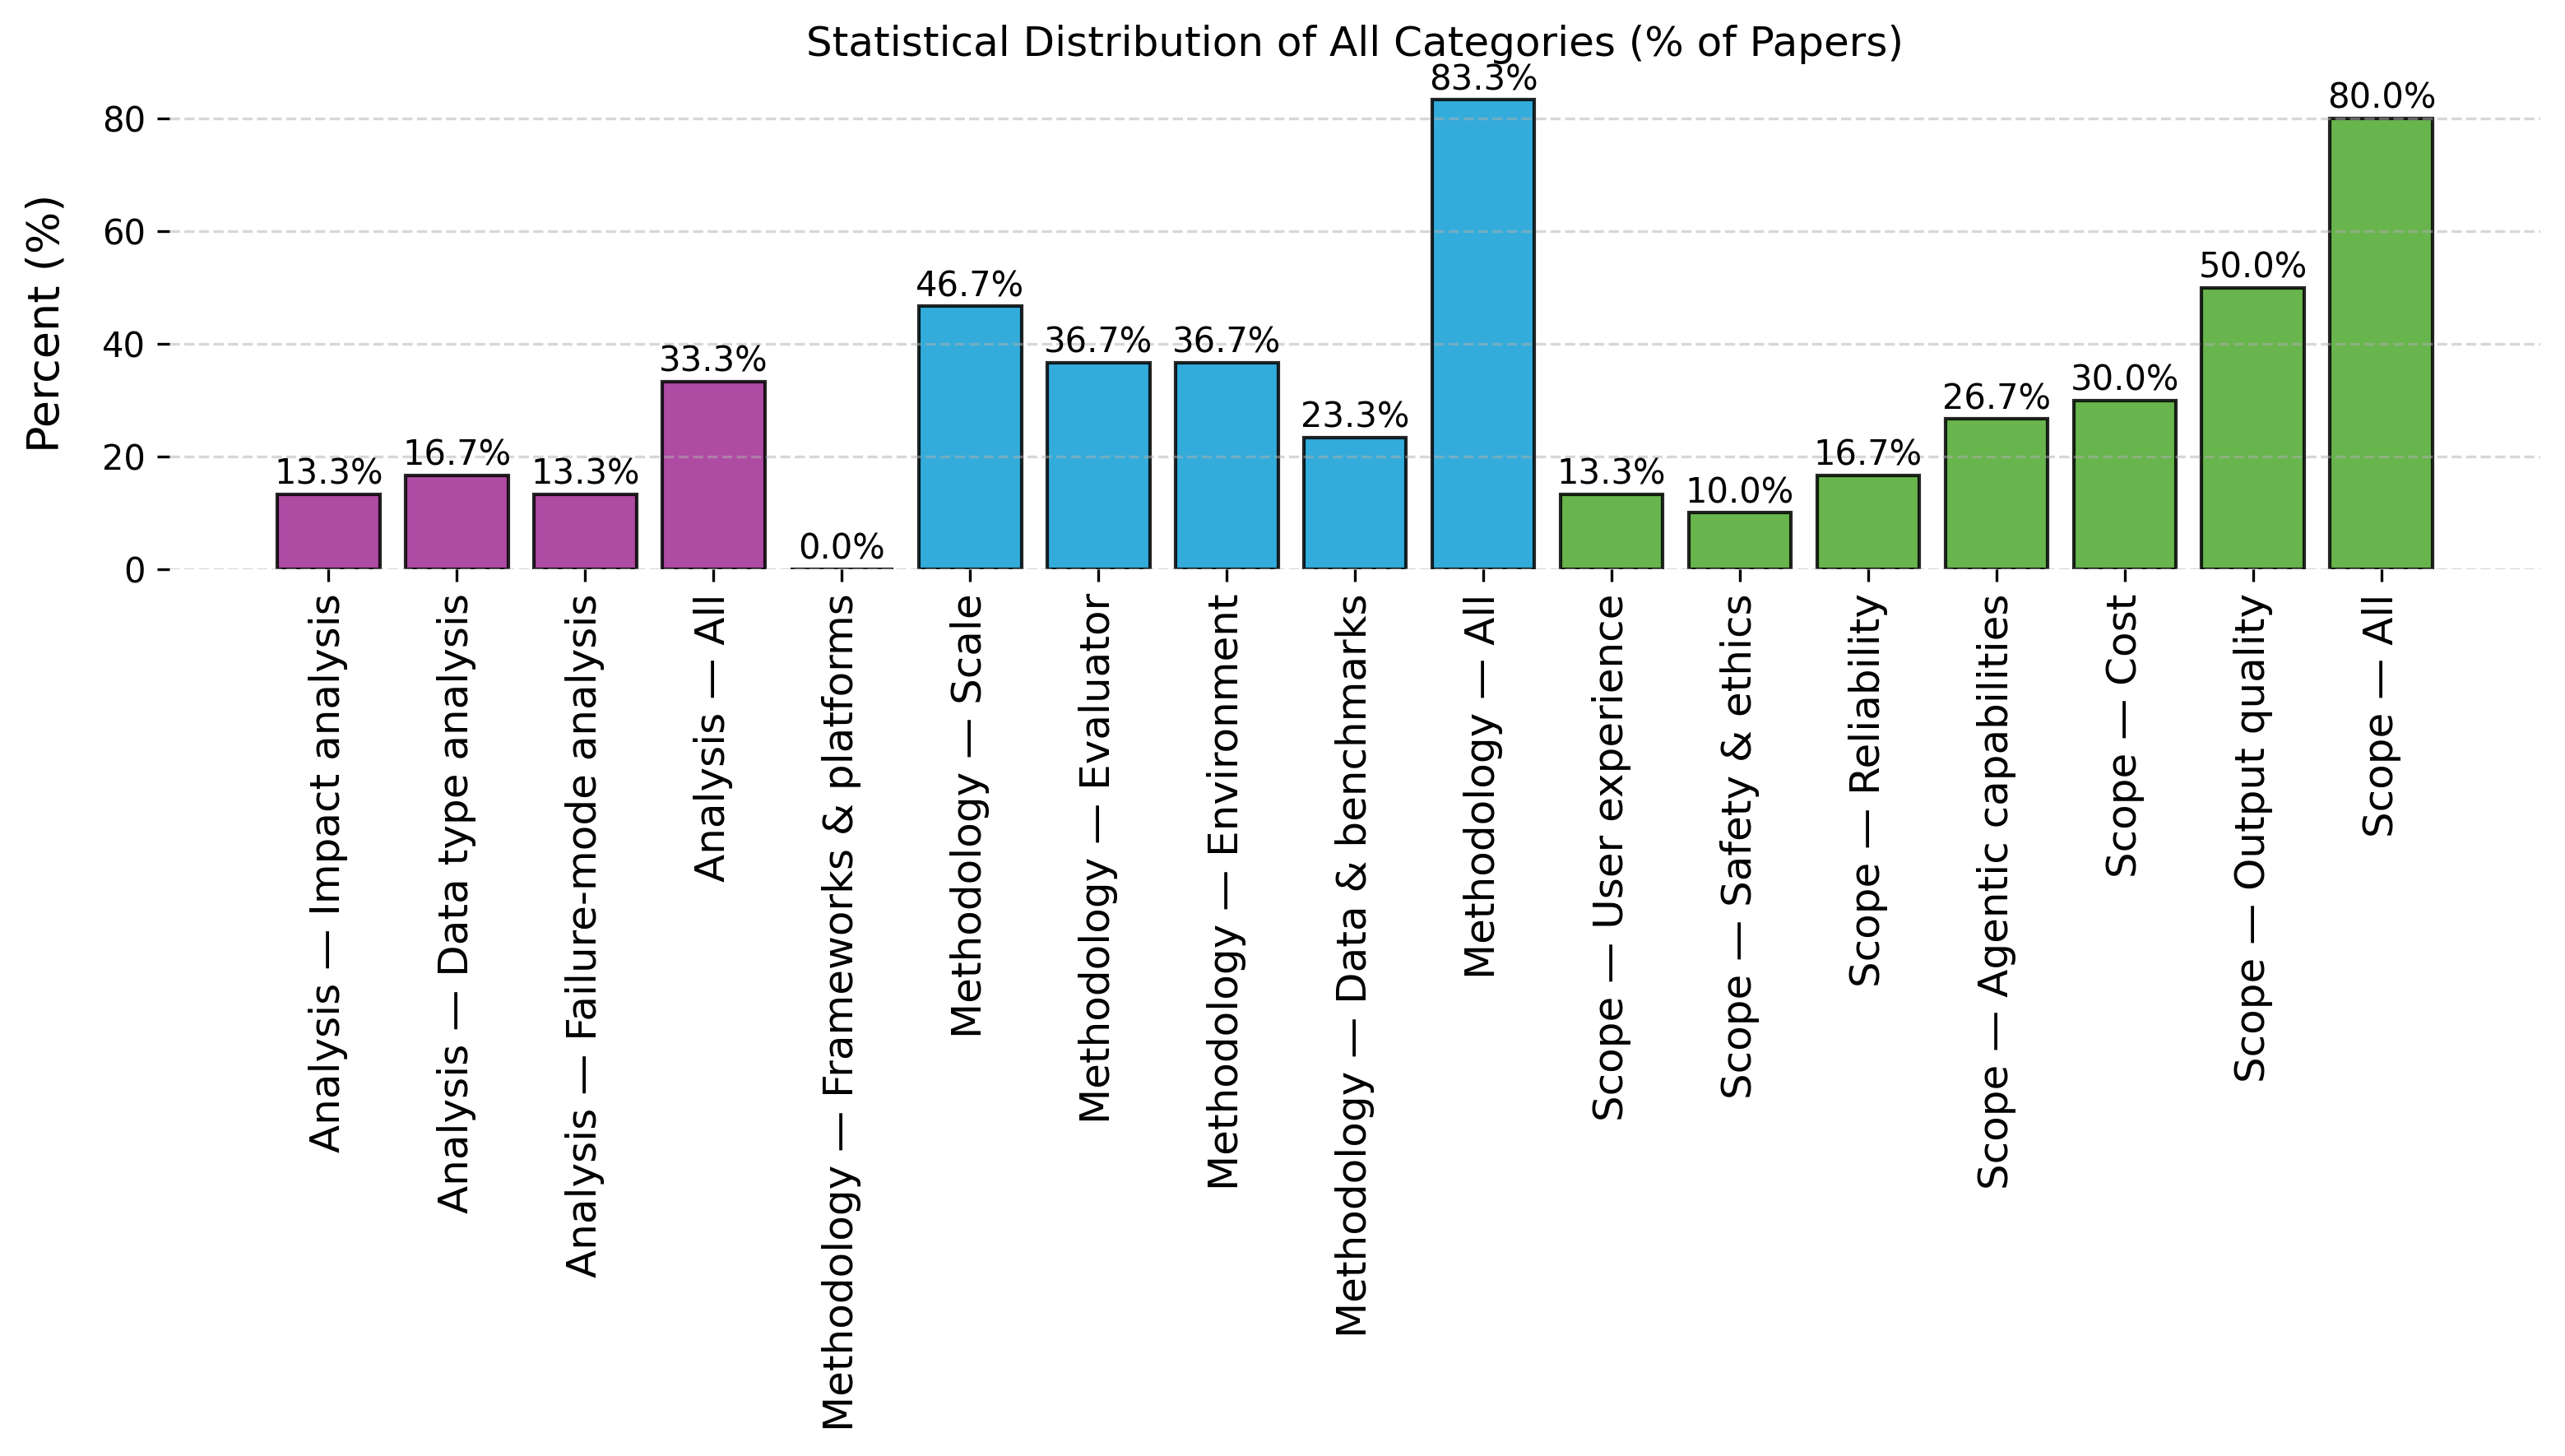 Statistical Distribution of All Categories (% of Papers)
Percent (%)
80
60
40
20
0
13.3%
16.7%
13.3%
33.3%
0.0%
46.7%
36.7%
36.7%
23.3%
83.3%
13.3%
10.0%
16.7%
26.7%
30.0%
50.0%
80.0%
Analysis — Impact analysis
Analysis — Data type analysis
Analysis — Failure-mode analysis
Analysis — All
Methodology — Frameworks & platforms
Methodology — Scale
Methodology — Evaluator
Methodology — Environment
Methodology — Data & benchmarks
Methodology — All
Scope — User experience
Scope — Safety & ethics
Scope — Reliability
Scope — Agentic capabilities
Scope — Cost
Scope — Output quality
Scope — All